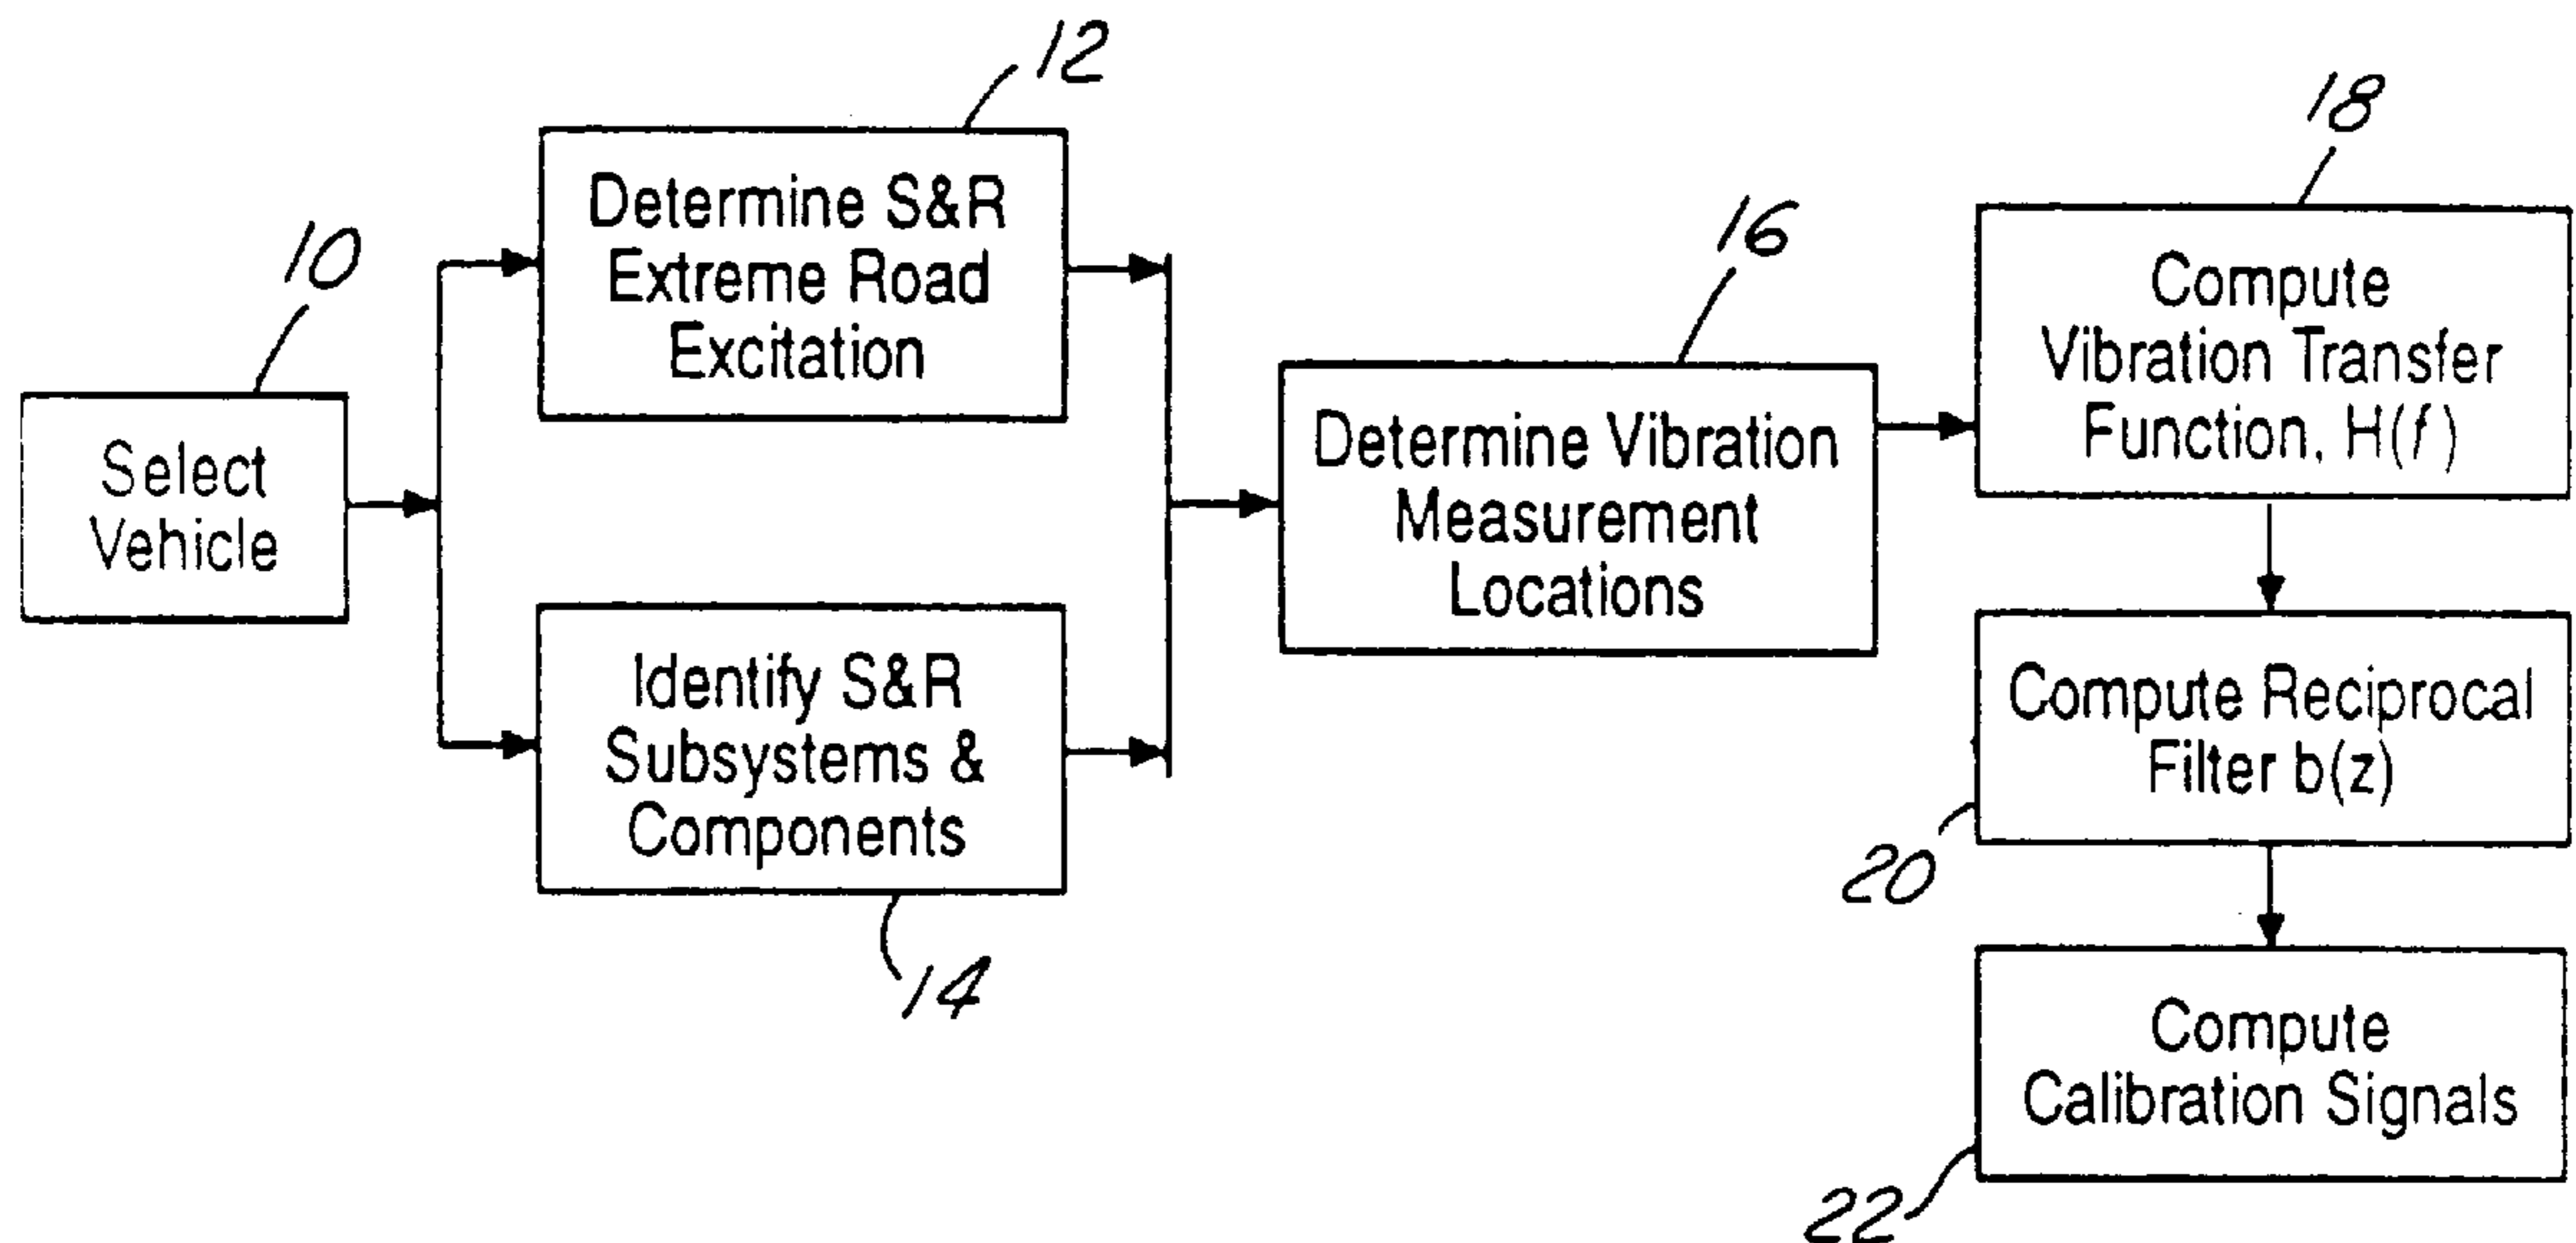 10
Select
Vehicle
12
Determine S&R
Extreme Road
Excitation
Identify S&R
Subsystems &
Components
14
16
Determine Vibration
Measurement
Locations
18
Compute
Vibration Transfer
Function, H(f)
Compute Reciprocal
Filter b(z)
20
Compute
Calibration Signals
22